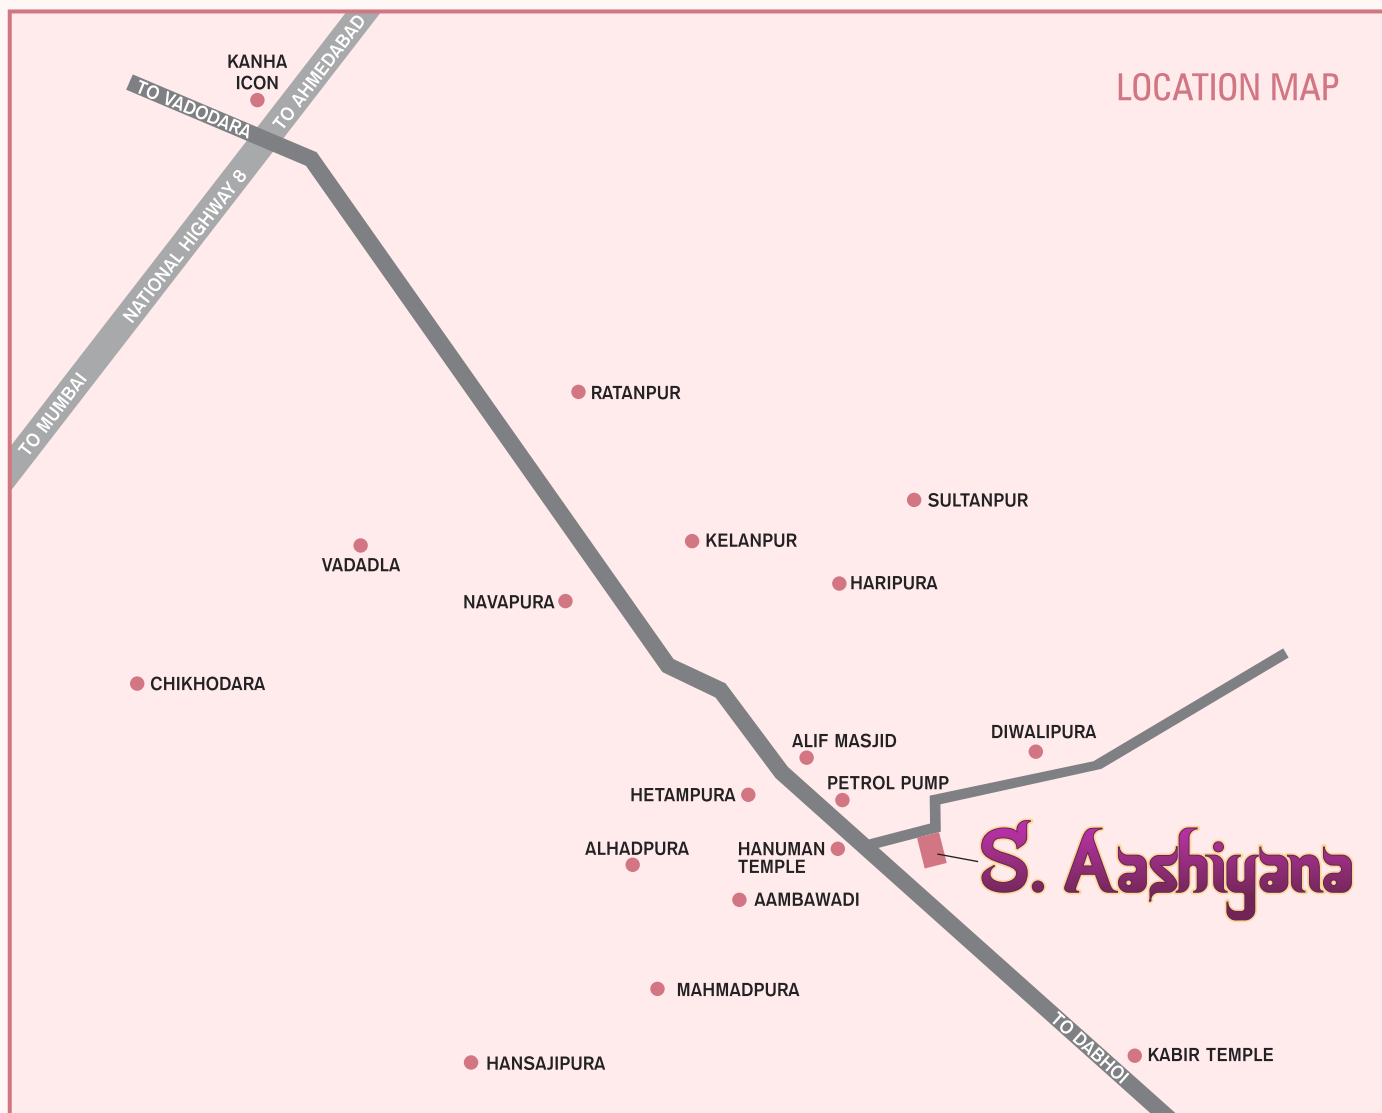 KANHA
ICON
TO AHMEDABAD
TO VADODARA
LOCATION MAP
NATIONAL HIGHWAY 8
TO MUMBAI
RATANPUR
SULTANPUR
KELANPUR
VADADLA
HARIPURA
NAVAPURA
CHIKHODARA
DIWALIPURA
ALIF MASJID
PETROL PUMP
HETAMPURA
ALHADPURA
HANUMAN
TEMPLE
S. Aashiyana
AAMBAWADI
MAHMADPURA
TO DABHOI
KABIR TEMPLE
HANSAJIPURA